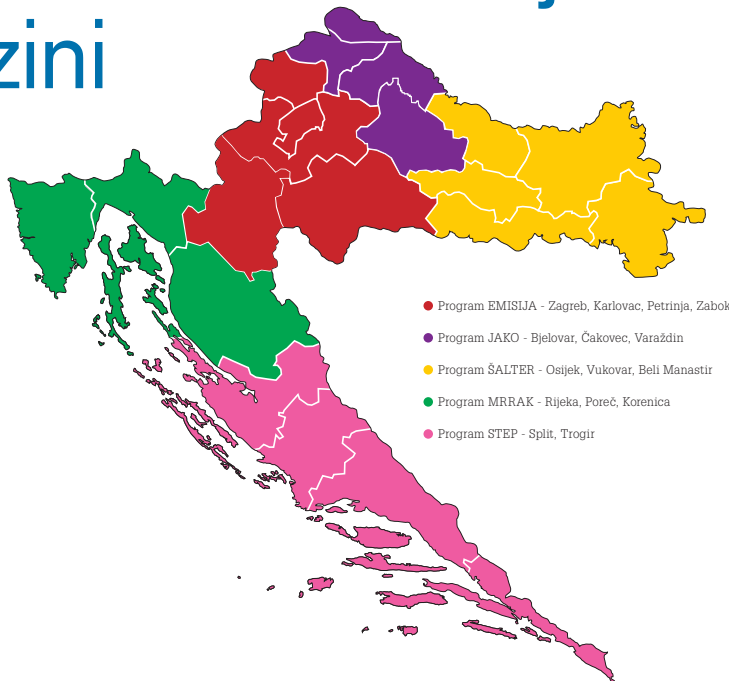 zini
Program EMISIJA - Zagreb, Karlovac, Petrinja, Zabok
Program JAKO - Bjelovar, Čakovec, Varaždin
Program ŠALTER - Osijek, Vukovar, Beli Manastir
Program MRRAK - Rijeka, Poreč, Korenica
Program STEP - Split, Trogir